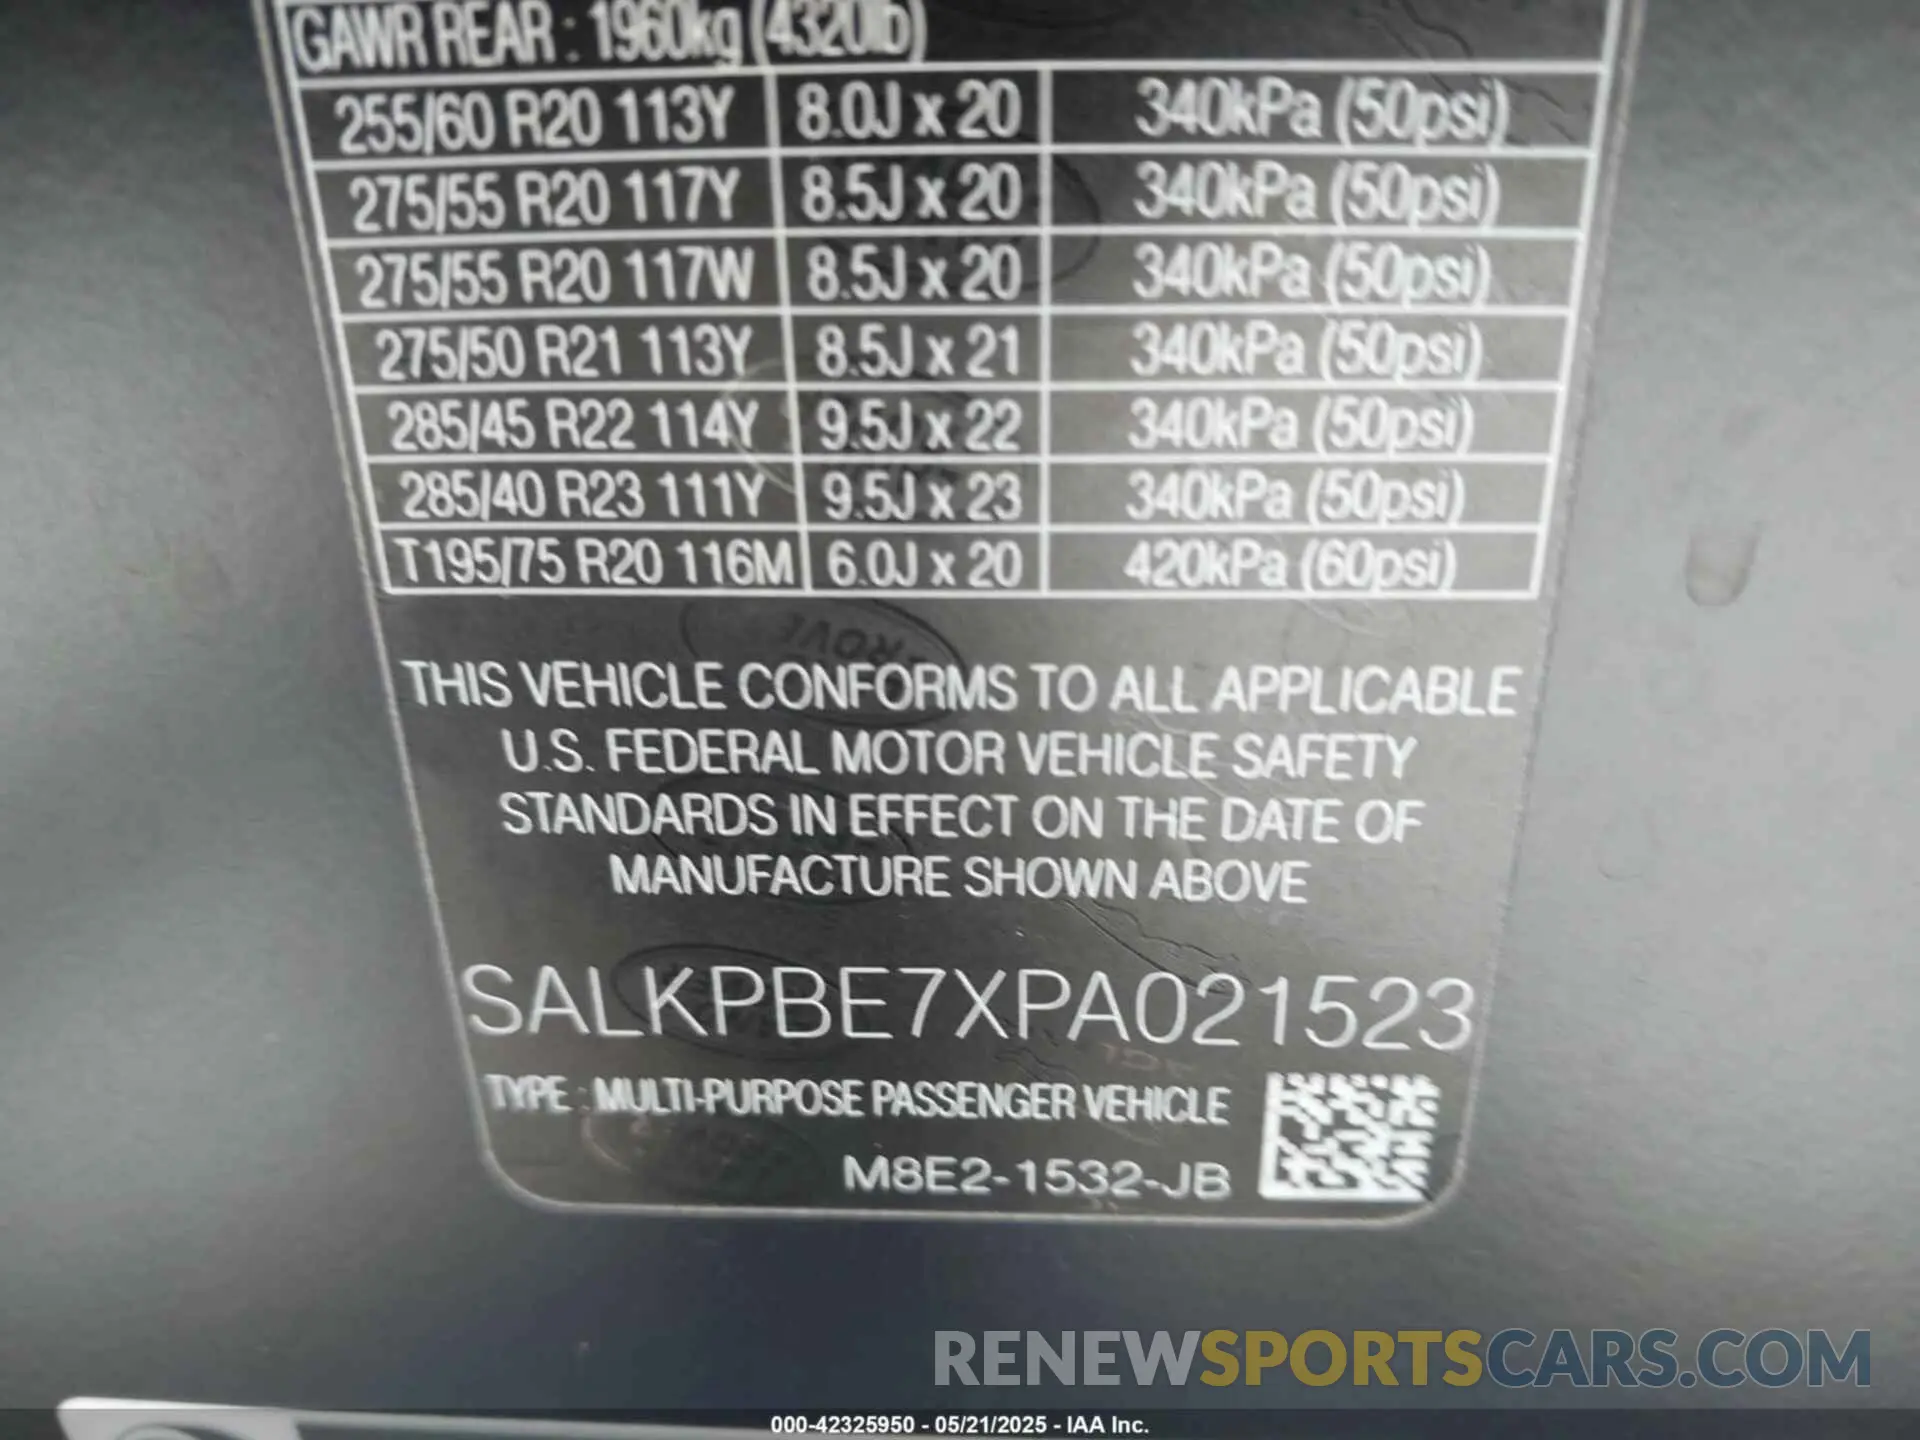 GAWR REAR : 1960kg (4320lb)
255/60 R20 113Y 8.0J x 20 340kPa (50psi)
275/55 R20 117Y 8.5J x 20 340kPa (50psi)
275/55 R20 117W 8.5J x 20 340kPa (50psi)
275/50 R21 113Y 8.5J x 21 340kPa (50psi)
285/45 R22 114Y 9.5J x 22 340kPa (50psi)
285/40 R23 111Y 9.5J x 23 340kPa (50psi)
T195/75 R20 116M 6.0J x 20 420kPa (60psi)
THIS VEHICLE CONFORMS TO ALL APPLICABLE
U.S. FEDERAL MOTOR VEHICLE SAFETY
STANDARDS IN EFFECT ON THE DATE OF
MANUFACTURE SHOWN ABOVE
SALKPBE7XPA021523
TYPE : MULTI-PURPOSE PASSENGER VEHICLE
M8E2-1532-JB
RENEWSPORTSCARS.COM
000-42325950 - 05/21/2025 - IAA Inc.